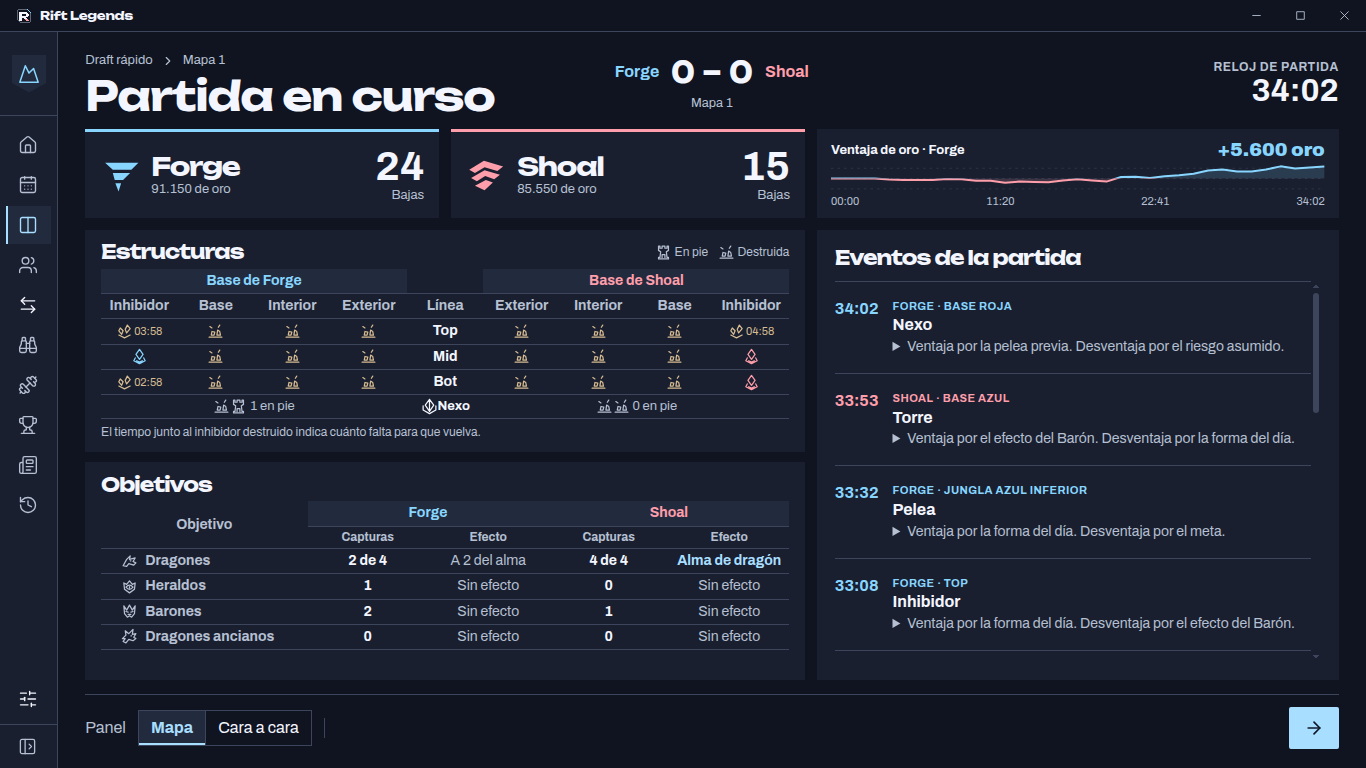 Rift Legends
Draft rápido > Mapa 1
Partida en curso
Forge 0 – 0 Shoal
Mapa 1
RELOJ DE PARTIDA
34:02
Forge
91.150 de oro
24
Bajas
Shoal
85.550 de oro
15
Bajas
Ventaja de oro · Forge
+5.600 oro
00:00 11:20 22:41 34:02
Estructuras
En pie Destruida
Base de Forge Base de Shoal
Inhibidor Base Interior Exterior Línea Exterior Interior Base Inhibidor
03:58 Top 04:58
Mid
02:58 Bot
1 en pie Nexo 0 en pie
El tiempo junto al inhibidor destruido indica cuánto falta para que vuelva.
Objetivos
Objetivo Forge Shoal
Capturas Efecto Capturas Efecto
Dragones 2 de 4 A 2 del alma 4 de 4 Alma de dragón
Heraldos 1 Sin efecto 0 Sin efecto
Barones 2 Sin efecto 1 Sin efecto
Dragones ancianos 0 Sin efecto 0 Sin efecto
Eventos de la partida
34:02 FORGE · BASE ROJA
Nexo
Ventaja por la pelea previa. Desventaja por el riesgo asumido.
33:53 SHOAL · BASE AZUL
Torre
Ventaja por el efecto del Barón. Desventaja por la forma del día.
33:32 FORGE · JUNGLA AZUL INFERIOR
Pelea
Ventaja por la forma del día. Desventaja por el meta.
33:08 FORGE · TOP
Inhibidor
Ventaja por la forma del día. Desventaja por el efecto del Barón.
Panel Mapa Cara a cara